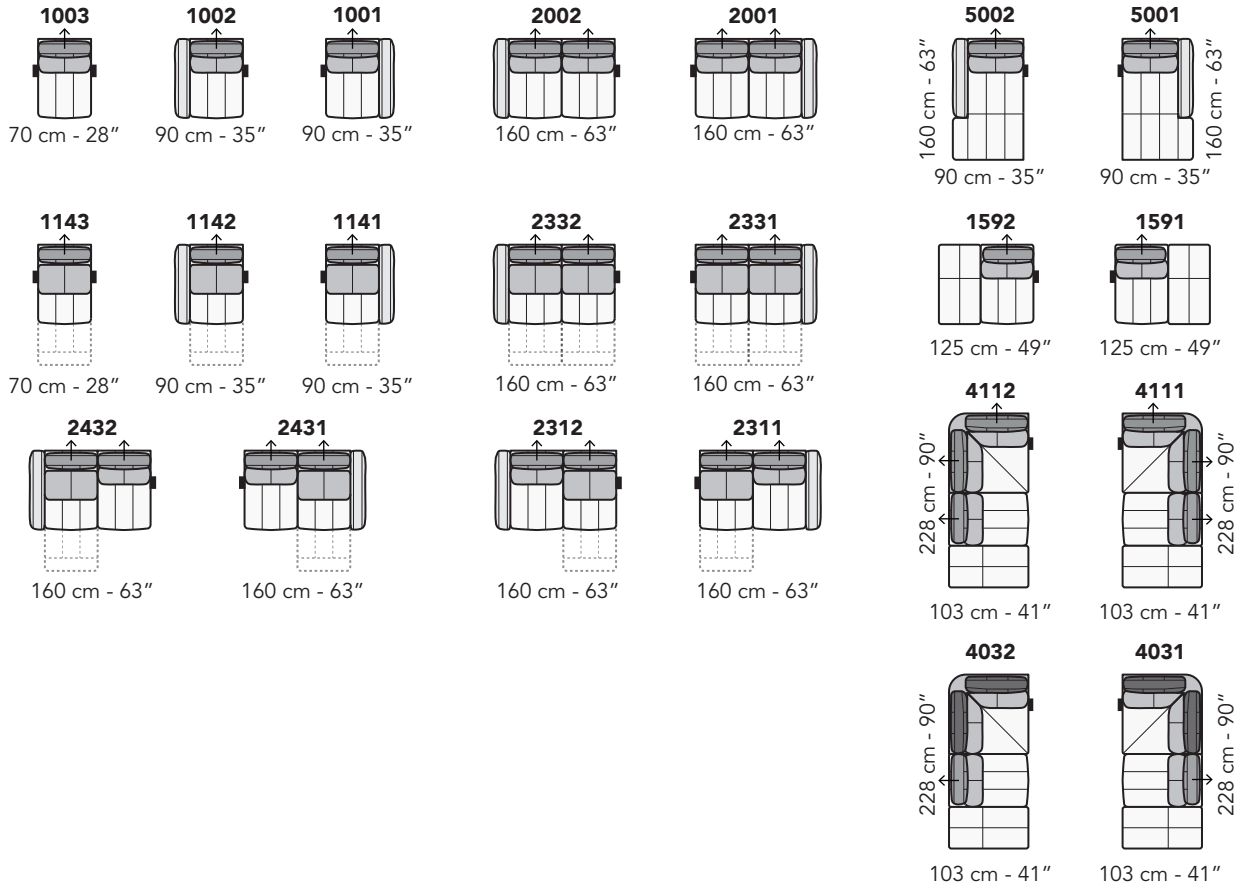 1003 1002 1001 2002 2001 5002 5001
160 cm - 63” 160 cm - 63”
70 cm - 28” 90 cm - 35” 90 cm - 35” 160 cm - 63” 160 cm - 63”
90 cm - 35” 90 cm - 35”
1143 1142 1141 2332 2331 1592 1591
125 cm - 49” 125 cm - 49”
70 cm - 28” 90 cm - 35” 90 cm - 35” 160 cm - 63” 160 cm - 63”
4112 4111
2432 2431 2312 2311
228 cm - 90” 228 cm - 90”
160 cm - 63” 160 cm - 63” 160 cm - 63” 160 cm - 63”
103 cm - 41” 103 cm - 41”
4032 4031
228 cm - 90” 228 cm - 90”
103 cm - 41” 103 cm - 41”